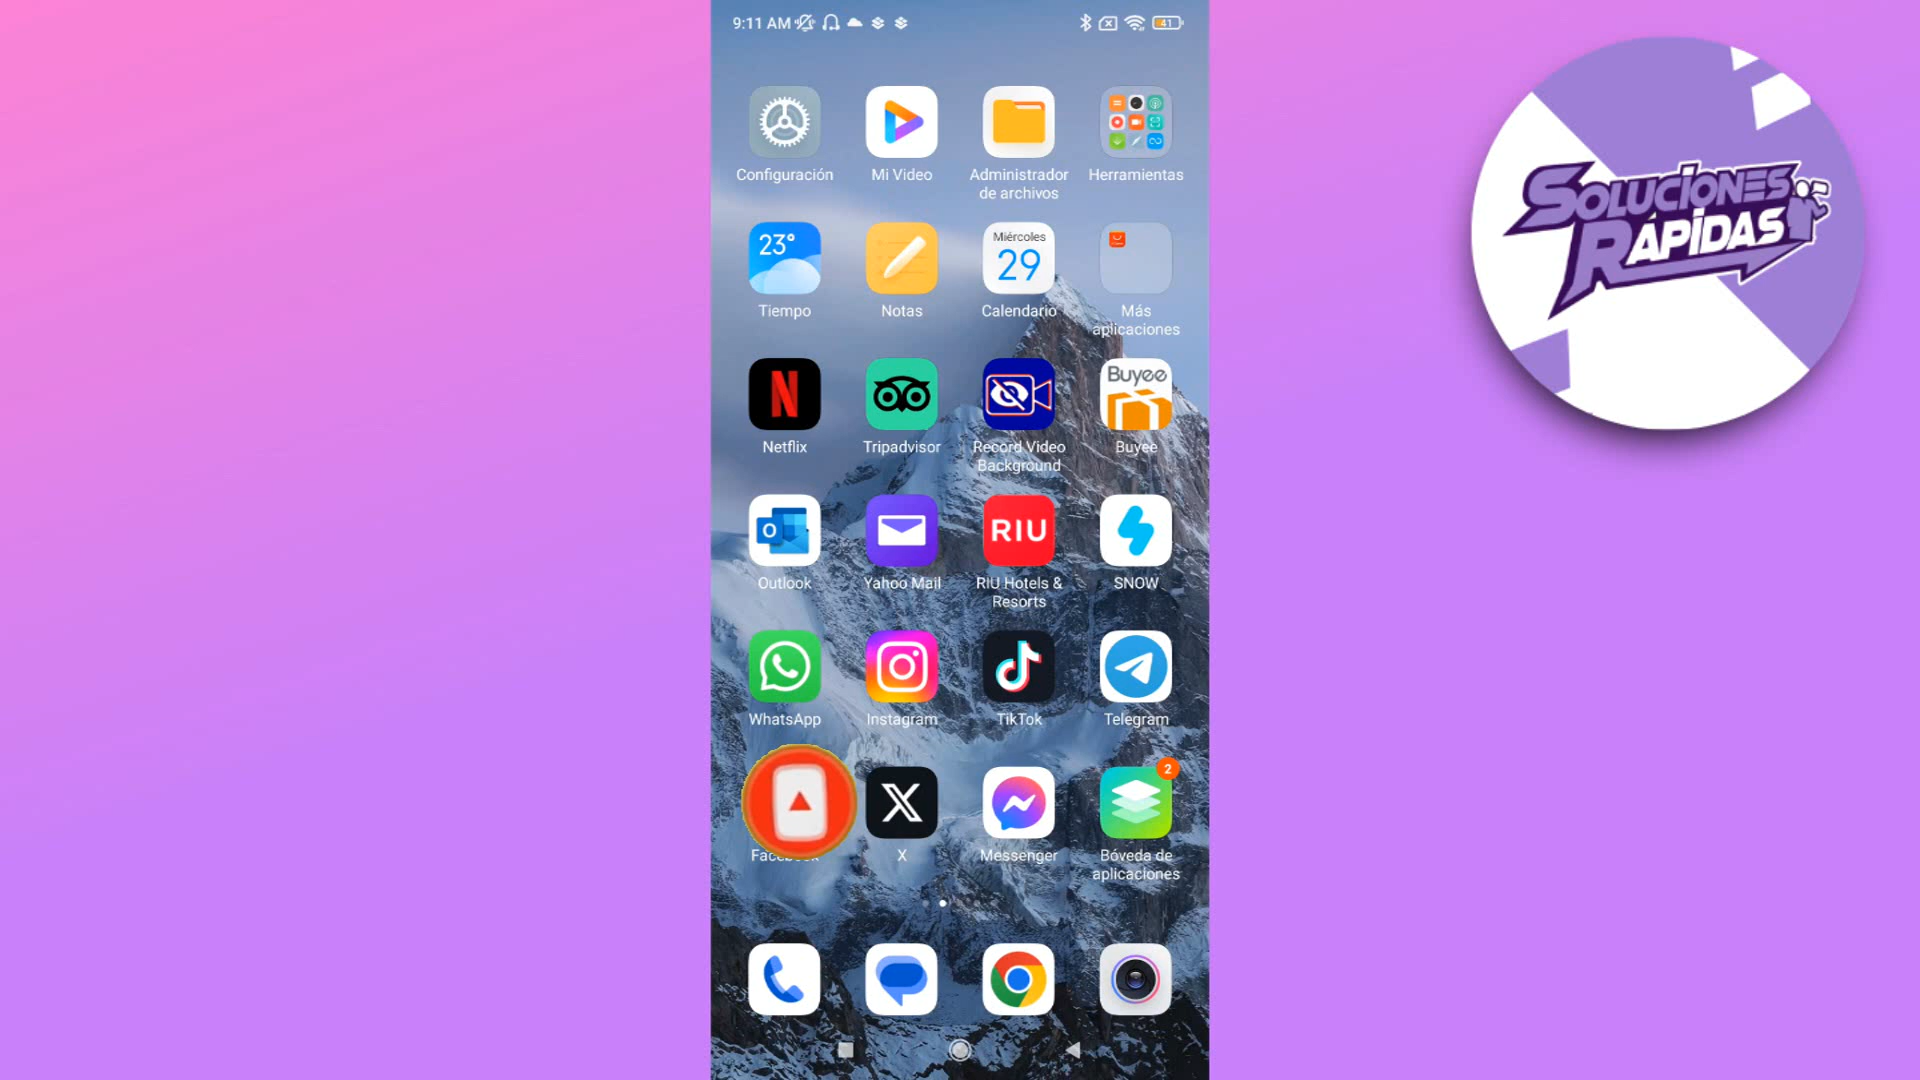 9:11 AM
41
SOLUCIONES
RÁPIDAS
Configuración
Mi Video
Administrador
de archivos
Herramientas
23°
Miércoles
29
Tiempo
Notas
Calendario
Más
aplicaciones
N
Buyee
Netflix
Tripadvisor
Record Video
Background
Buyee
O
RIU
Outlook
Yahoo Mail
RIU Hotels &
Resorts
SNOW
WhatsApp
Instagram
TikTok
Telegram
2
X
Messenger
Bóveda de
aplicaciones